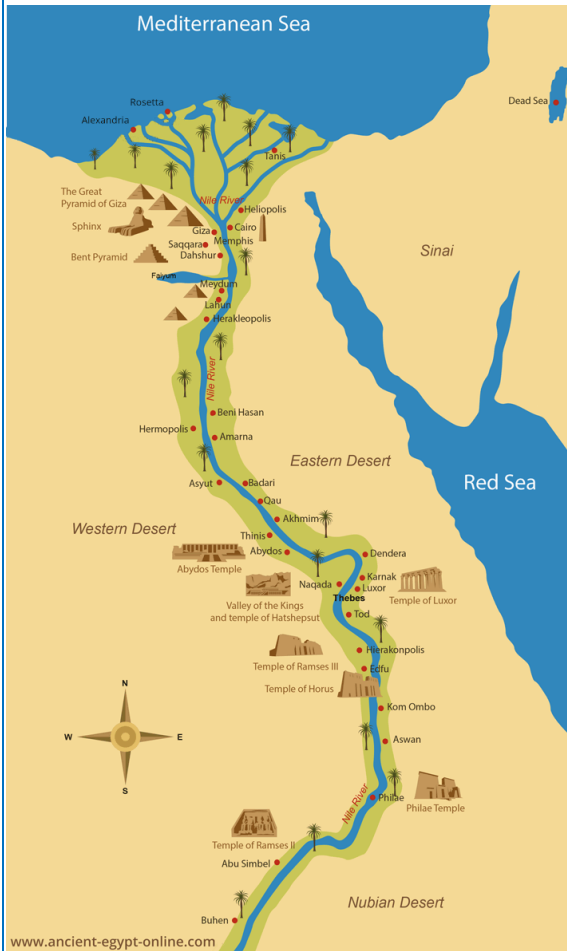 Mediterranean Sea
Rosetta
Dead Sea
Alexandria
Tanis
The Great
Pyramid of Giza
Nile River
Heliopolis
Sphinx
Giza
Cairo
Memphis
Saqqara
Dahshur
Bent Pyramid
Sinai
Faiyum
Meydum
Lahun
Herakleopolis
Nile River
Beni Hasan
Hermopolis
Amarna
Eastern Desert
Red Sea
Asyut
Badari
Qau
Akhmim
Western Desert
Thinis
Abydos
Dendera
Abydos Temple
Karnak
Naqada
Luxor
Thebes
Temple of Luxor
Valley of the Kings
and temple of Hatshepsut
Tod
Hierakonpolis
Temple of Ramses III
Edfu
Temple of Horus
N
W
E
S
Kom Ombo
Aswan
Nile River
Philae
Philae Temple
Temple of Ramses II
Abu Simbel
Nubian Desert
Buhen
www.ancient-egypt-online.com